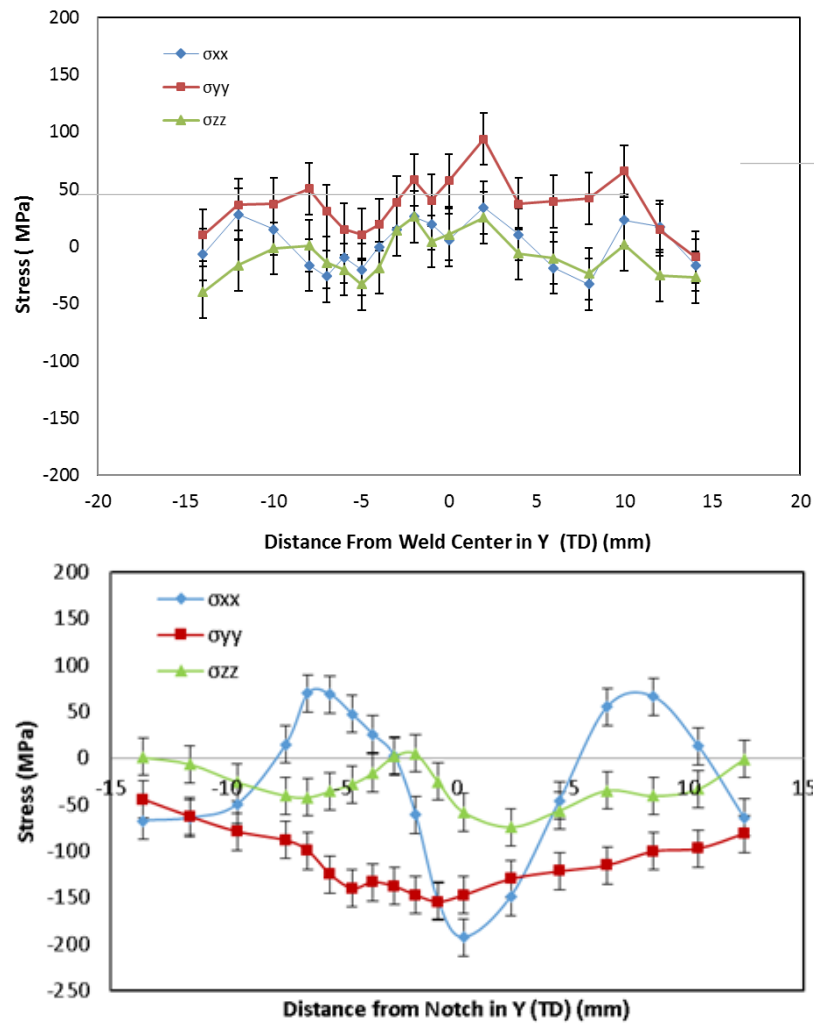 200
150
100
50
0
-50
-100
-150
-200
Stress ( MPa)
σxx
σyy
σzz
-20 -15 -10 -5 0 5 10 15 20
Distance From Weld Center in Y (TD) (mm)
200
150
100
50
0
-50
-100
-150
-200
-250
Stress (MPa)
σxx
σyy
σzz
-15 -10 -5 0 5 10 15
Distance from Notch in Y (TD) (mm)